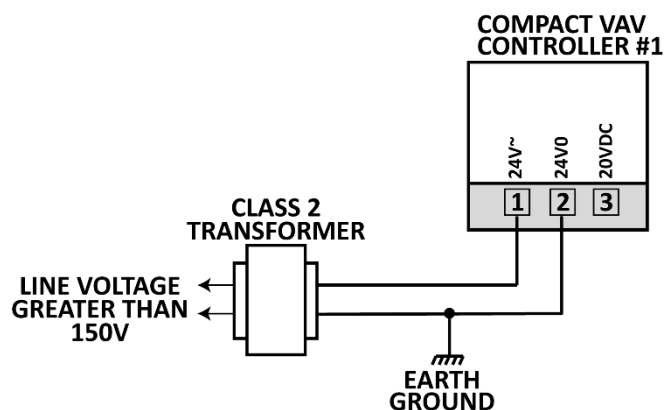 COMPACT VAV
CONTROLLER #1
24V~
24V0
20VDC
1
2
3
CLASS 2
TRANSFORMER
LINE VOLTAGE
GREATER THAN
150V
EARTH
GROUND